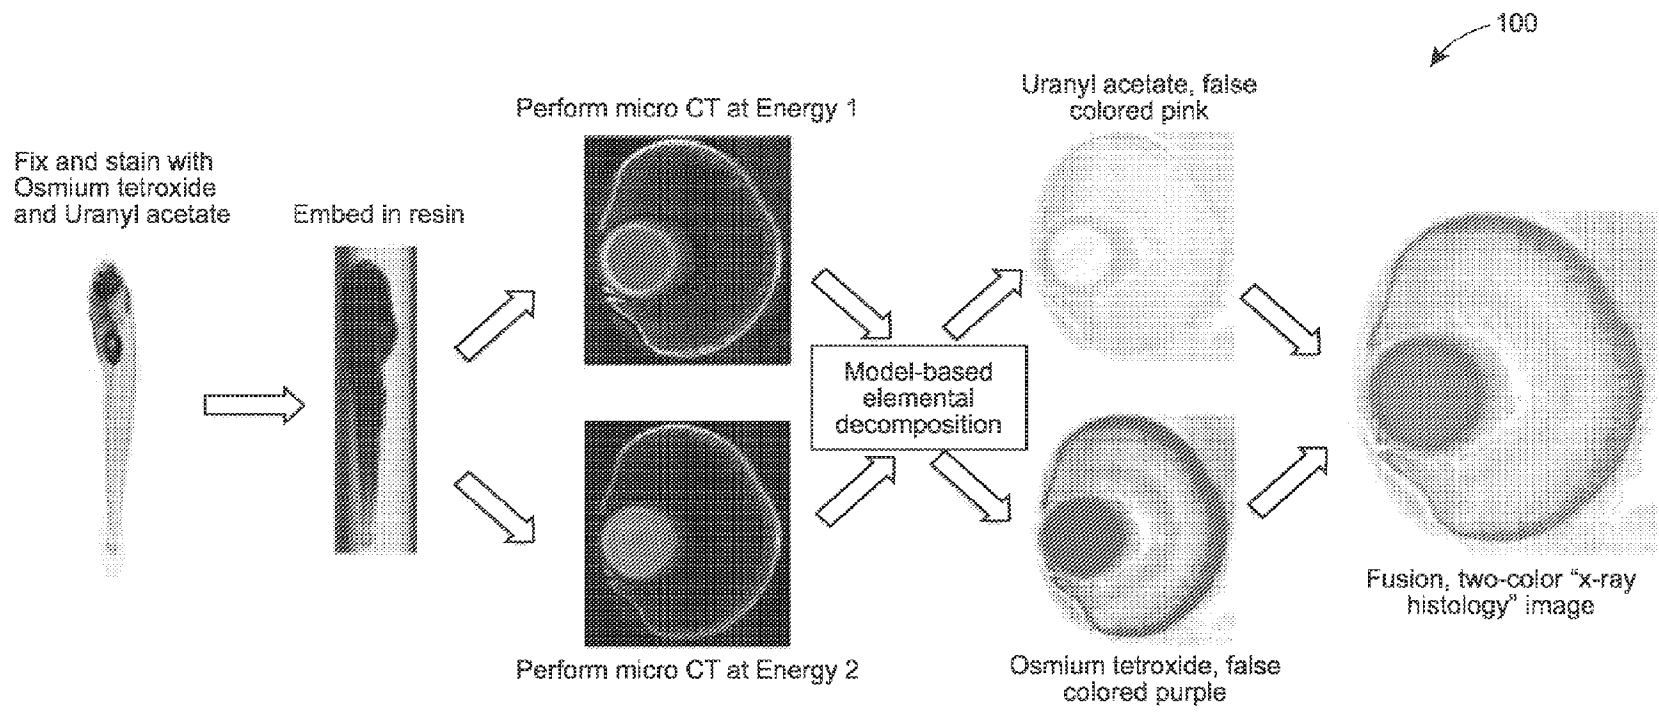 100
Fix and stain with
Osmium tetroxide
and Uranyl acetate
Embed in resin
Perform micro CT at Energy 1
Perform micro CT at Energy 2
Model-based
elemental
decomposition
Uranyl acetate, false
colored pink
Osmium tetroxide, false
colored purple
Fusion, two-color “x-ray
histology” image